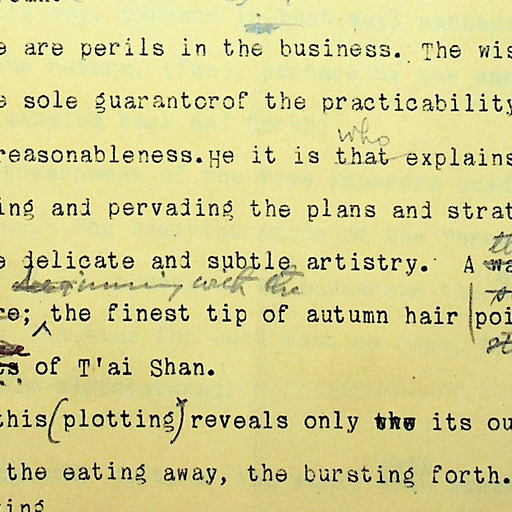 e are perils in the business. The wis
e sole guarantorof the practicability
who
reasonableness.He it is that explains
ing and pervading the plans and strat
e delicate and subtle artistry. A wa
beginning with the
re; the finest tip of autumn hair poi
ts of T'ai Shan.
this(plotting)reveals only the its ou
the eating away, the bursting forth.
ing